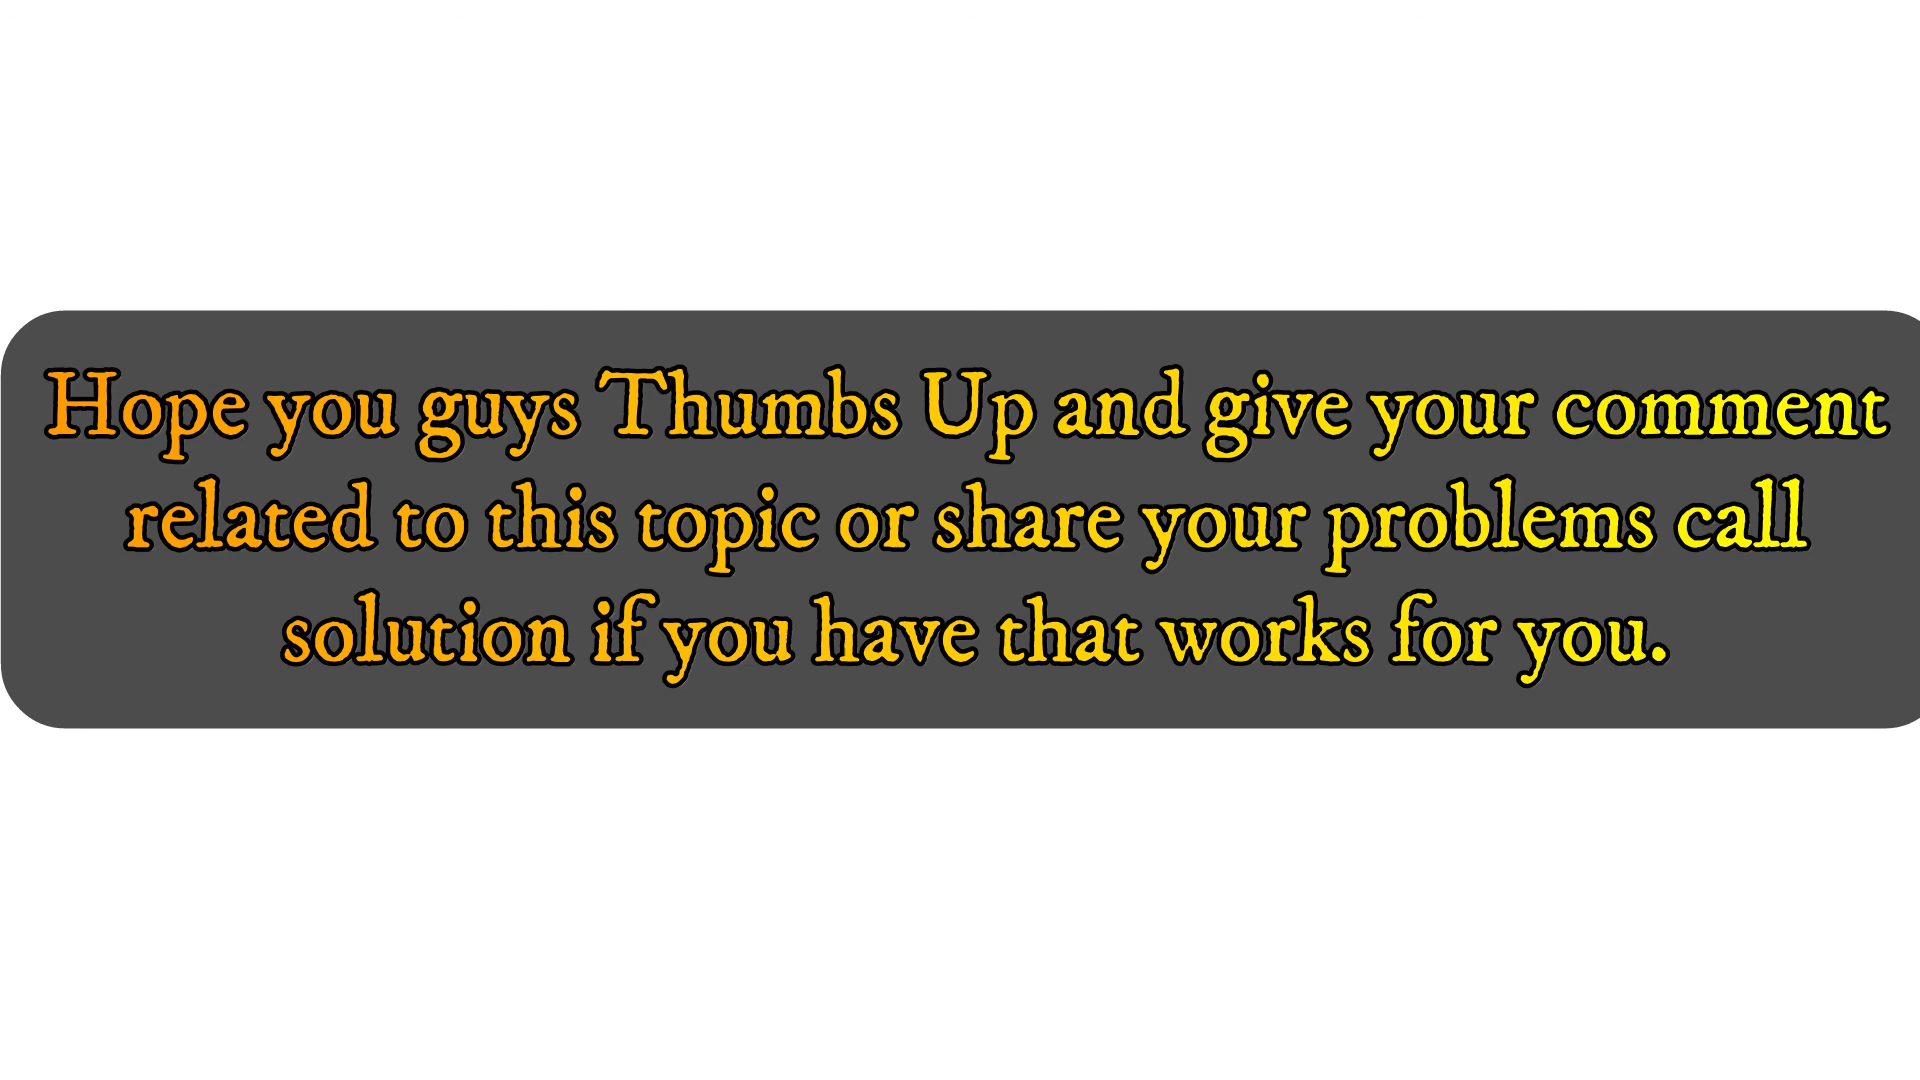 Hope you guys Thumbs Up and give your comment
related to this topic or share your problems call
solution if you have that works for you.